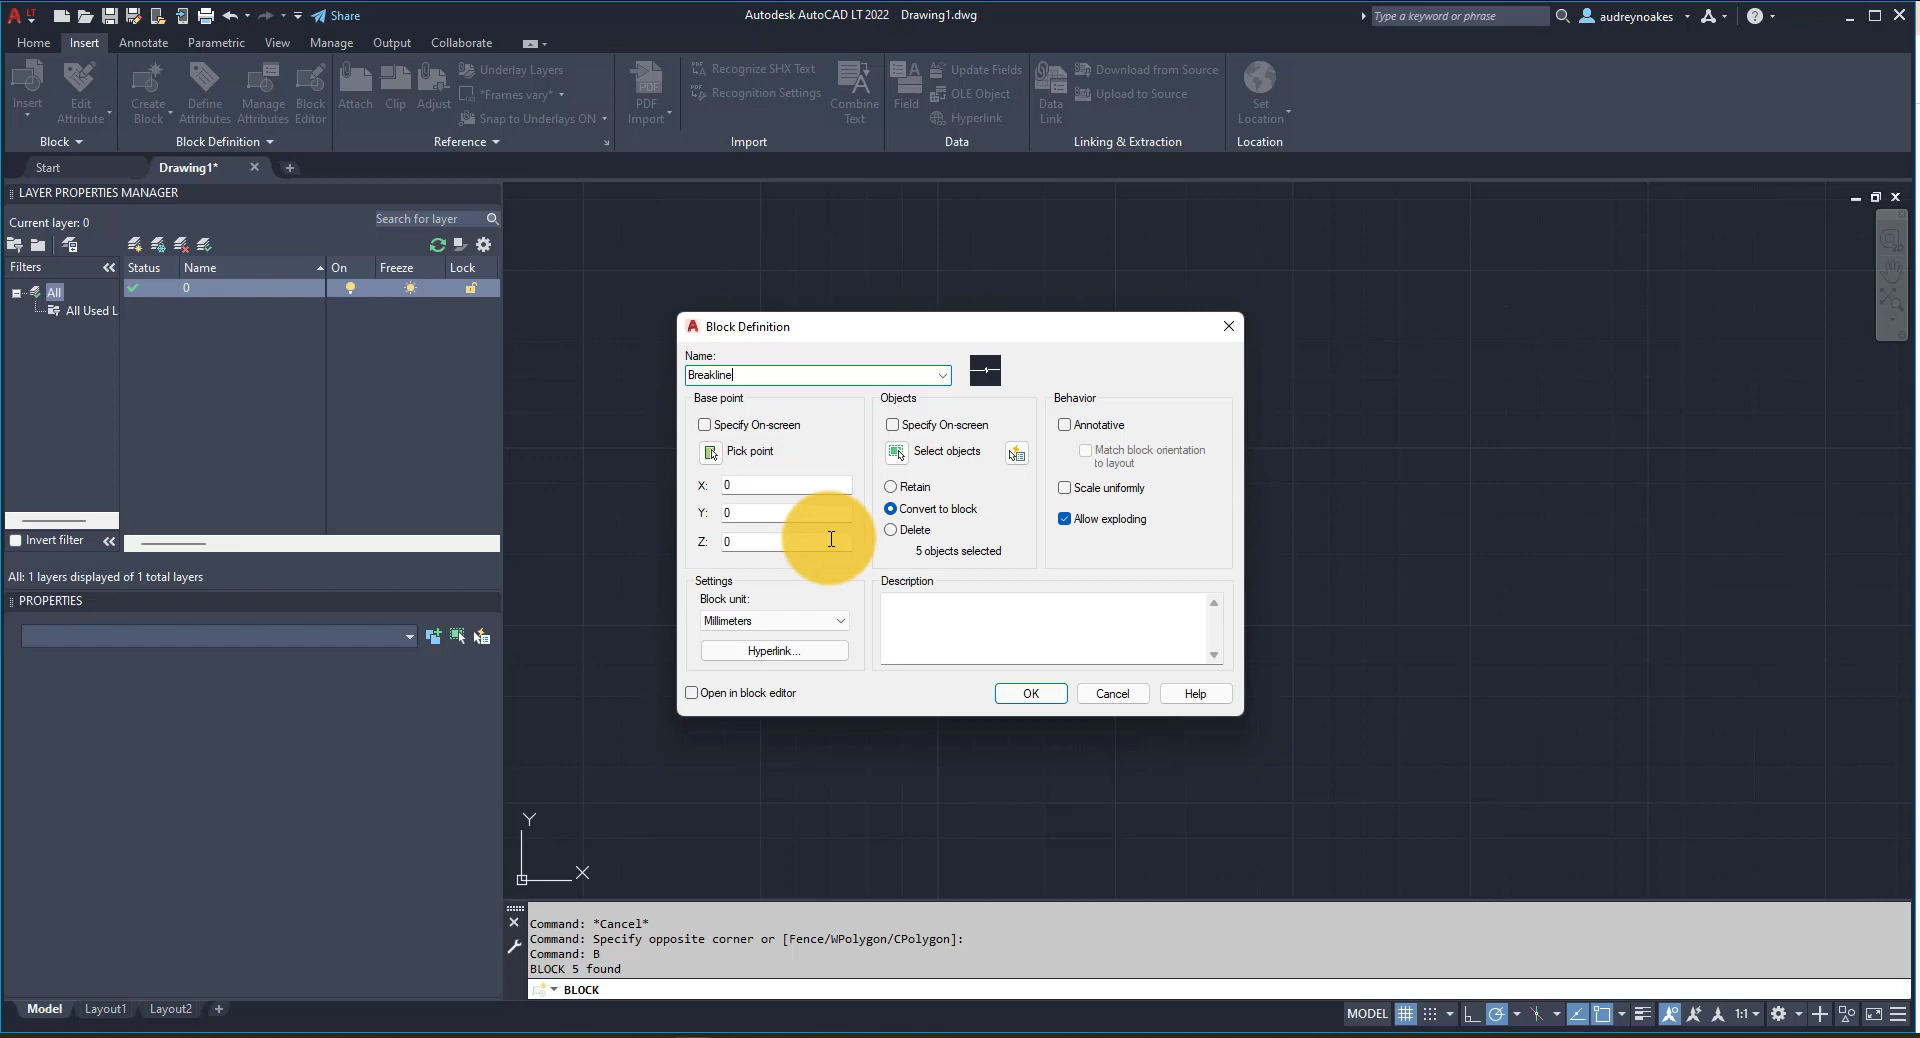 LT
Share
Autodesk AutoCAD LT 2022 Drawing1.dwg
Type a keyword or phrase
audreynoakes
Home Insert Annotate Parametric View Manage Output Collaborate
Insert
Edit Attribute
Create Block
Define Attributes
Manage Attributes
Block Editor
Attach
Clip
Adjust
Underlay Layers
*Frames vary*
Snap to Underlays ON
PDF
PDF Import
Recognize SHX Text
Recognition Settings
Combine Text
Field
Update Fields
OLE Object
Hyperlink
Data Link
Download from Source
Upload to Source
Set Location
Block
Block Definition
Reference
Import
Data
Linking & Extraction
Location
Start
Drawing1*
LAYER PROPERTIES MANAGER
Current layer: 0
Search for layer
Filters
Status Name On Freeze Lock
All
0
All Used L
Invert filter
All: 1 layers displayed of 1 total layers
PROPERTIES
Block Definition
Name:
Breakline
Base point
Specify On-screen
Pick point
X: 0
Y: 0
Z: 0
Objects
Specify On-screen
Select objects
Retain
Convert to block
Delete
5 objects selected
Behavior
Annotative
Match block orientation
to layout
Scale uniformly
Allow exploding
Settings
Block unit:
Millimeters
Hyperlink...
Description
Open in block editor
OK
Cancel
Help
Y
X
Command: *Cancel*
Command: Specify opposite corner or [Fence/WPolygon/CPolygon]:
Command: B
BLOCK 5 found
BLOCK
Model Layout1 Layout2
MODEL
1:1